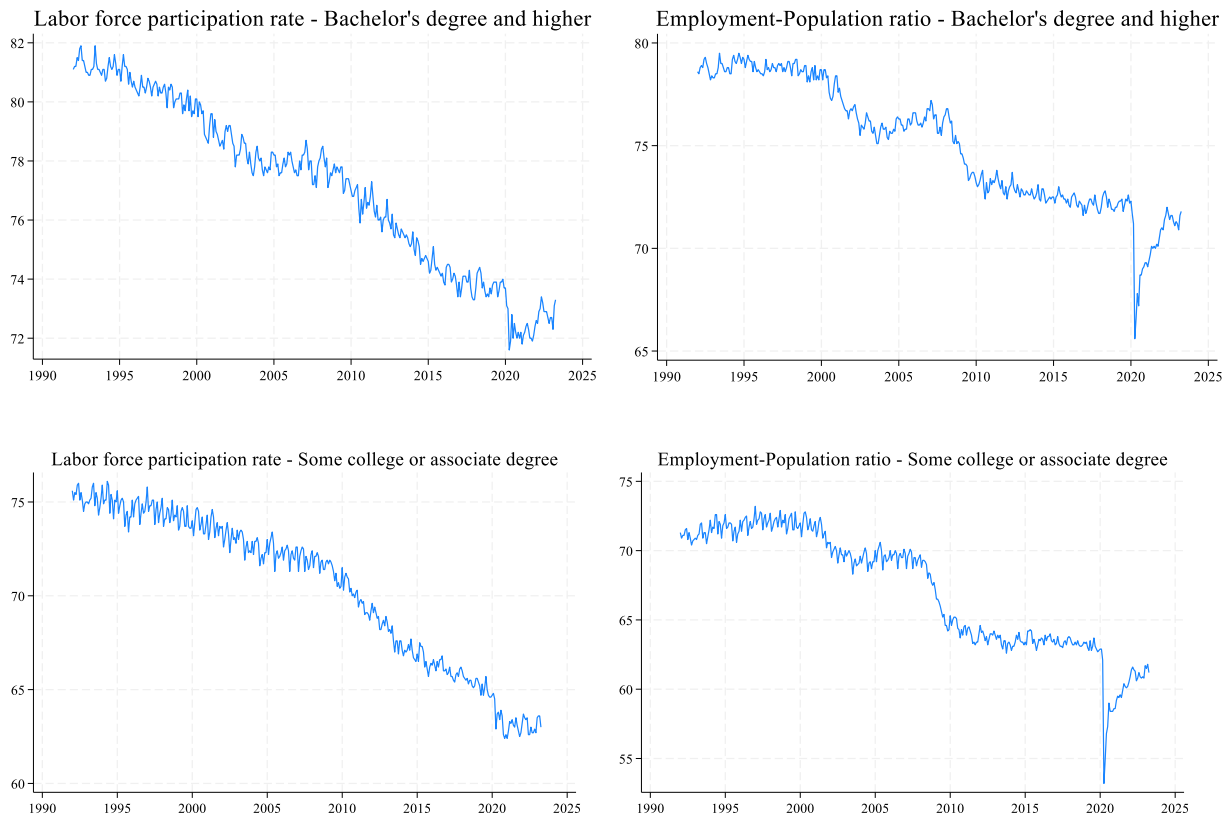 Labor force participation rate - Bachelor's degree and higher
82
80
78
76
74
72
1990 1995 2000 2005 2010 2015 2020 2025
Employment-Population ratio - Bachelor's degree and higher
80
75
70
65
1990 1995 2000 2005 2010 2015 2020 2025
Labor force participation rate - Some college or associate degree
75
70
65
60
1990 1995 2000 2005 2010 2015 2020 2025
Employment-Population ratio - Some college or associate degree
75
70
65
60
55
1990 1995 2000 2005 2010 2015 2020 2025